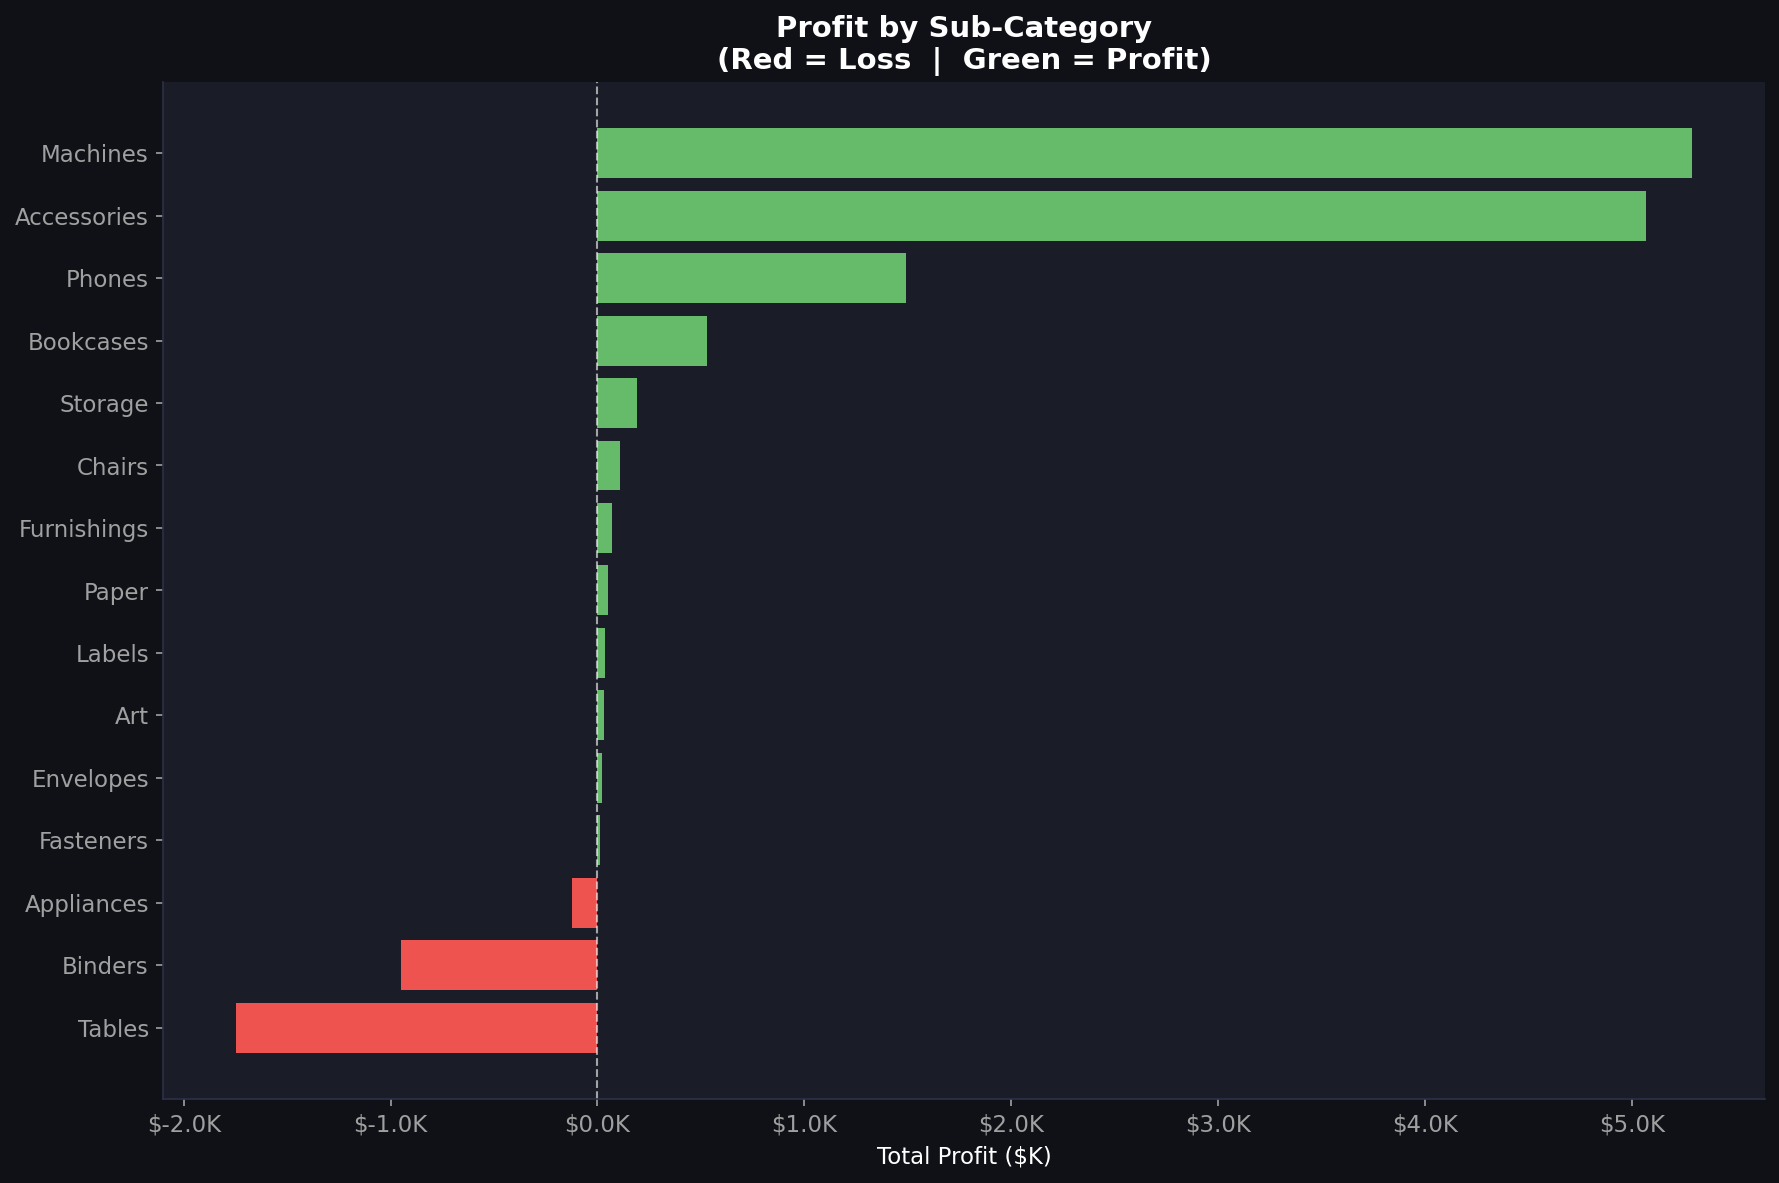 Profit by Sub-Category
(Red = Loss | Green = Profit)
Machines
Accessories
Phones
Bookcases
Storage
Chairs
Furnishings
Paper
Labels
Art
Envelopes
Fasteners
Appliances
Binders
Tables
$-2.0K $-1.0K $0.0K $1.0K $2.0K $3.0K $4.0K $5.0K
Total Profit ($K)